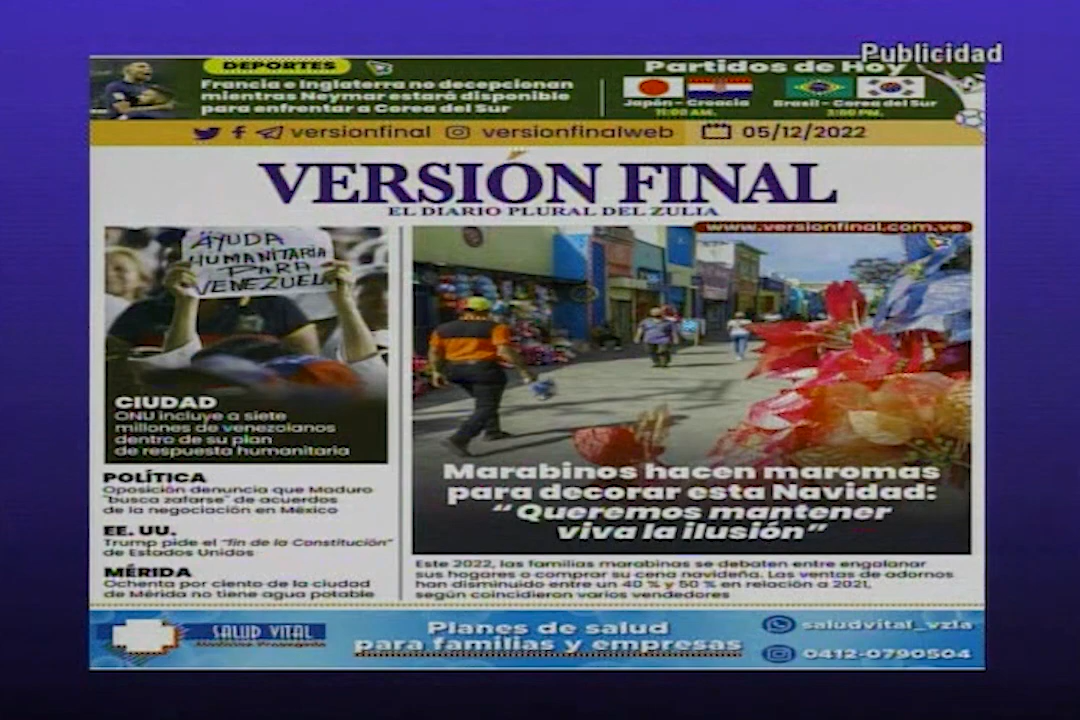 Publicidad
DEPORTES
Francia e Inglaterra no decepcionan
mientras Neymar estará disponible
para enfrentar a Corea del Sur
Partidos de Hoy
Japón - Croacia
11:00 AM.
Brasil - Corea del Sur
3:00 PM.
versionfinal versionfinalweb 05/12/2022
VERSIÓN FINAL
EL DIARIO PLURAL DEL ZULIA
www.versionfinal.com.ve
AYUDA
HUMANITARIA
PARA
VENEZUELA
CIUDAD
ONU incluye a siete
millones de venezolanos
dentro de su plan
de respuesta humanitaria
POLÍTICA
Oposición denuncia que Maduro
"busca zafarse" de acuerdos
de la negociación en México
EE. UU.
Trump pide el "fin de la Constitución"
de Estados Unidos
MÉRIDA
Ochenta por ciento de la ciudad
de Mérida no tiene agua potable
Marabinos hacen maromas
para decorar esta Navidad:
"Queremos mantener
viva la ilusión"
Este 2022, las familias marabinas se debaten entre engalanar
sus hogares o comprar su cena navideña. Las ventas de adornos
han disminuido entre un 40 % y 50 % en relación a 2021,
según coincidieron varios vendedores
SALUD VITAL
Medicina Prepagada
Planes de salud
para familias y empresas
saludvital_vzla
0412-0790504